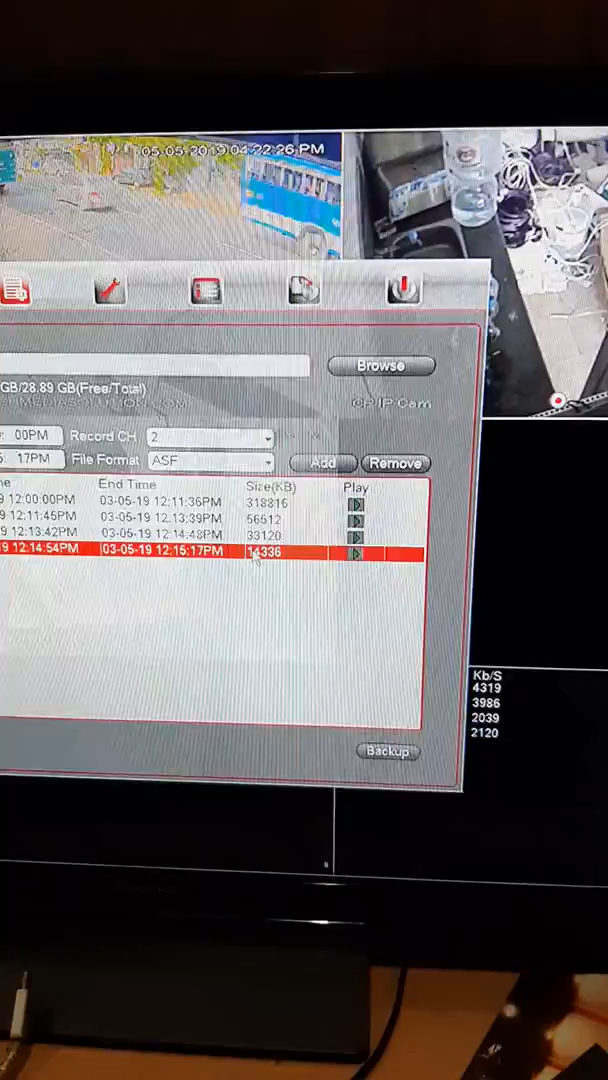 05-05-2019 04:22:26 PM
Browse
GB/28.89 GB(Free/Total)
CP IP Cam
00PM Record CH 2
17PM File Format ASF Add Remove
End Time Size(KB) Play
12:00:00PM 03-05-19 12:11:36PM 318816
12:11:45PM 03-05-19 12:13:39PM 56512
12:13:42PM 03-05-19 12:14:48PM 33120
9 12:14:54PM 03-05-19 12:15:17PM 14336
Kb/S
4319
3986
2039
2120
Backup